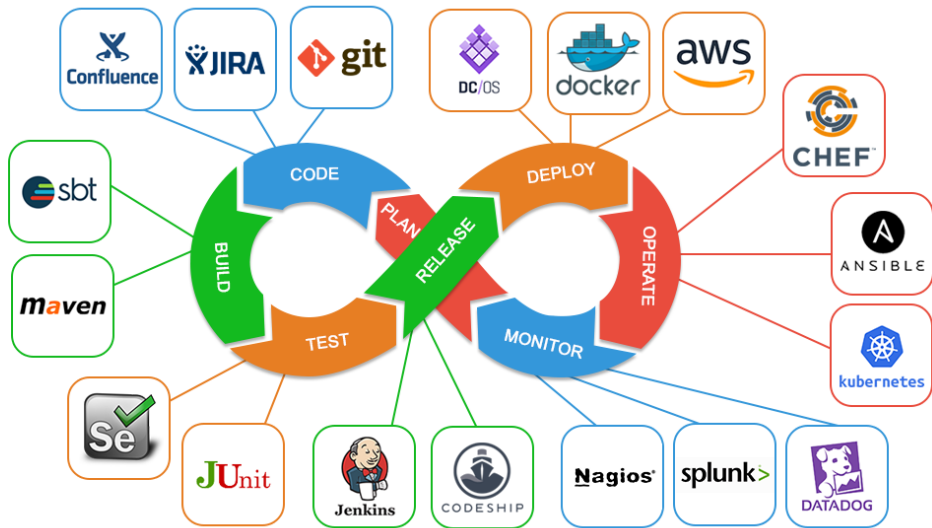 Confluence
JIRA
git
DC/OS
docker
aws
CHEF™
sbt
maven
CODE
PLAN
BUILD
TEST
RELEASE
DEPLOY
OPERATE
MONITOR
A
ANSIBLE
kubernetes
Se
JUnit
Jenkins
CODESHIP
Nagios®
splunk>
DATADOG